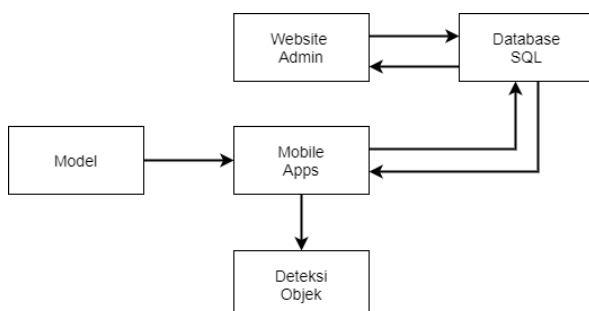 Website
Admin
Database
SQL
Model
Mobile
Apps
Deteksi
Objek